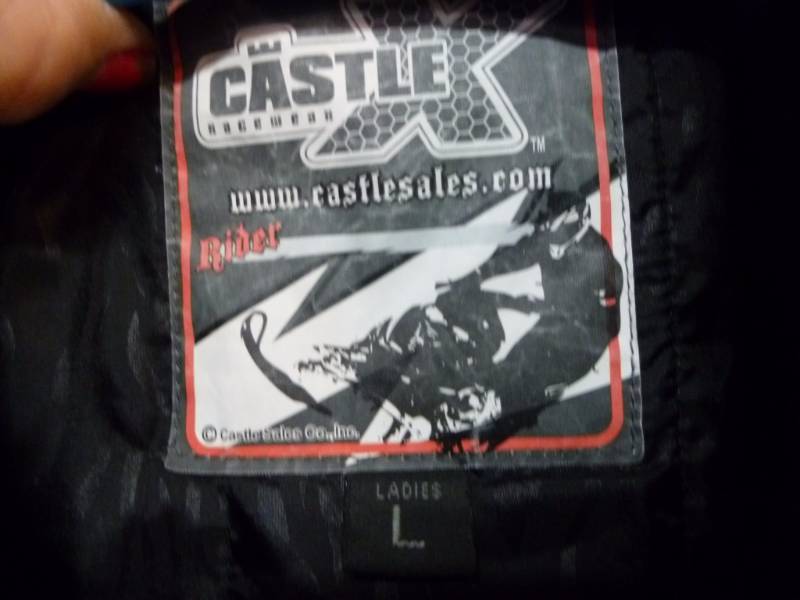 CASTLE X
RACEWEAR
TM
www.castlesales.com
Rider
© Castle Sales Co., Inc.
LADIES
L